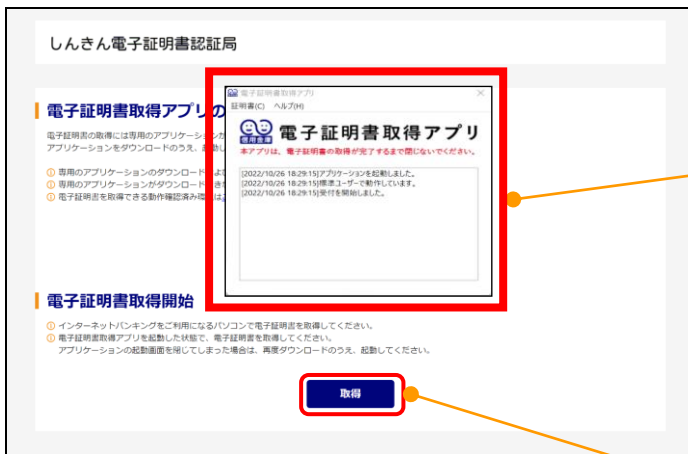 しんきん電子証明書認証局
電子証明書取得アプリの
電子証明書の取得には専用のアプリケーションが
アプリケーションをダウンロードのうえ、起動し
専用のアプリケーションのダウンロード
専用のアプリケーションがダウンロード
電子証明書を取得できる動作確認済み環境は
電子証明書取得アプリ
証明書(C) ヘルプ(H)
信用金庫
電子証明書取得アプリ
本アプリは、電子証明書の取得が完了するまで閉じないでください。
[2022/10/26 18:29:15]アプリケーションを起動しました。
[2022/10/26 18:29:15]標準ユーザーで動作しています。
[2022/10/26 18:29:15]受付を開始しました。
電子証明書取得開始
インターネットバンキングをご利用になるパソコンで電子証明書を取得してください。
電子証明書取得アプリを起動した状態で、電子証明書を取得してください。
アプリケーションの起動画面を閉じてしまった場合は、再度ダウンロードのうえ、起動してください。
取得